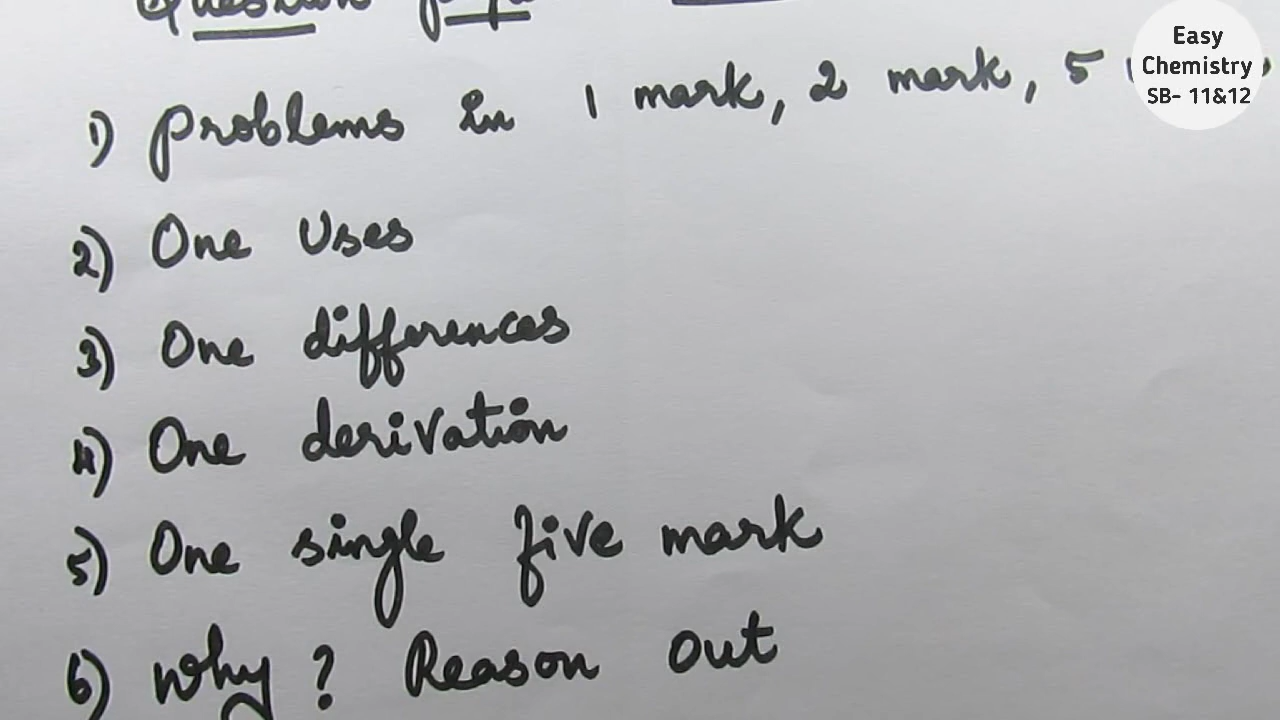 Question
1) Problems in 1 mark, 2 mark, 5
2) One Uses
3) One differences
4) One derivation
5) One single five mark
6) Why? Reason out
Easy
Chemistry
SB- 11&12